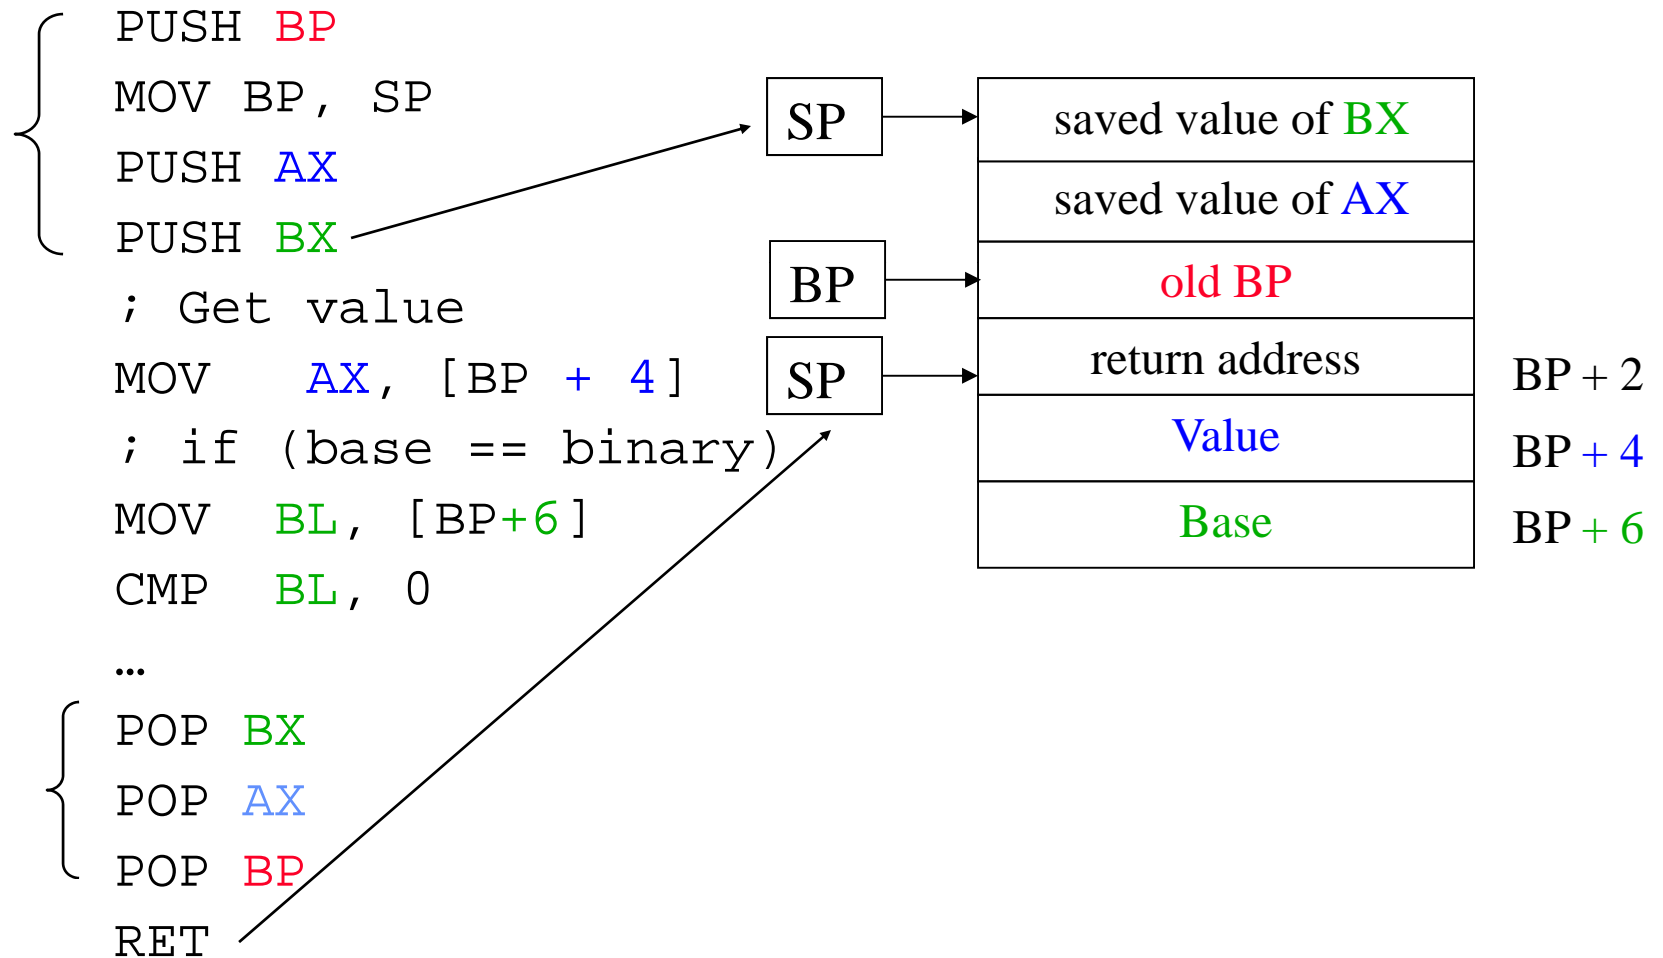 PUSH BP
MOV BP, SP
PUSH AX
PUSH BX
; Get value
MOV AX, [BP + 4]
; if (base == binary)
MOV BL, [BP+6]
CMP BL, 0
…
POP BX
POP AX
POP BP
RET
SP
saved value of BX
saved value of AX
BP
old BP
SP
return address
BP + 2
Value
BP + 4
Base
BP + 6